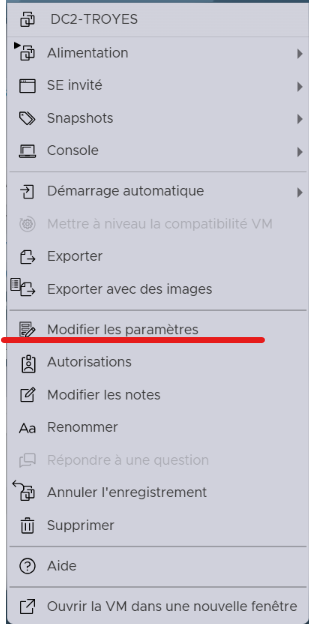 DC2-TROYES
Alimentation
SE invité
Snapshots
Console
Démarrage automatique
Mettre à niveau la compatibilité VM
Exporter
Exporter avec des images
Modifier les paramètres
Autorisations
Modifier les notes
Aa Renommer
Répondre à une question
Annuler l'enregistrement
Supprimer
Aide
Ouvrir la VM dans une nouvelle fenêtre